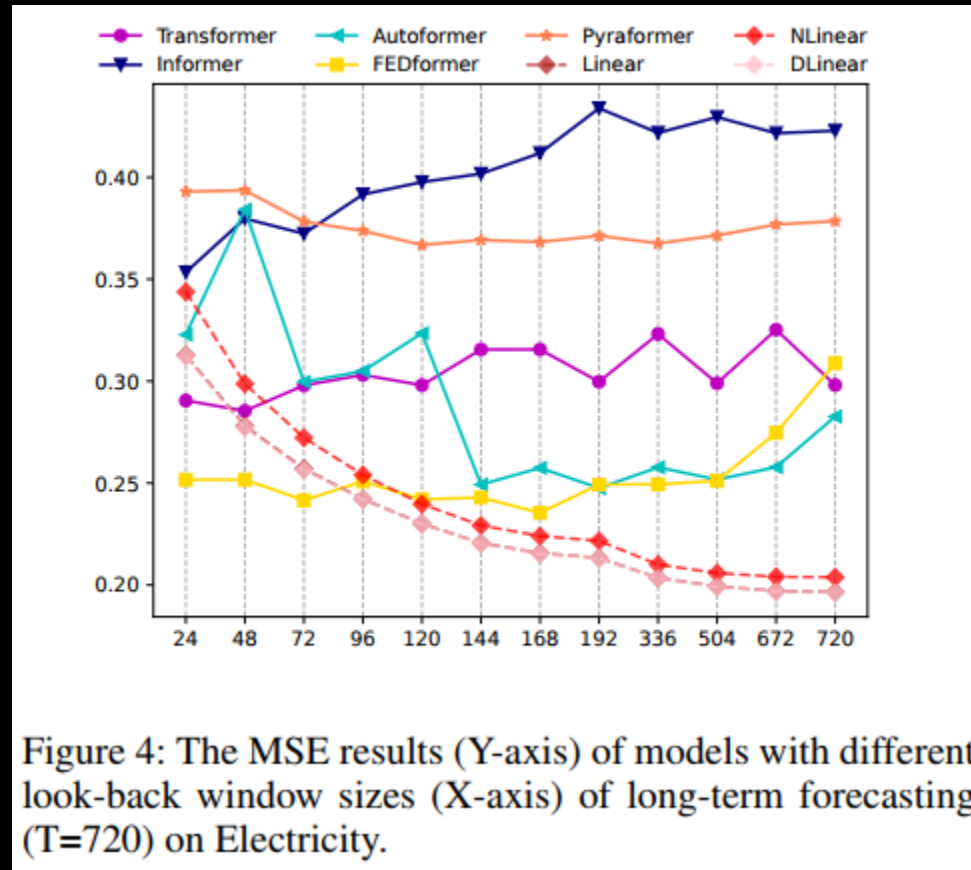 Transformer Autoformer Pyraformer NLinear
Informer FEDformer Linear DLinear
0.40
0.35
0.30
0.25
0.20
24 48 72 96 120 144 168 192 336 504 672 720
Figure 4: The MSE results (Y-axis) of models with different
look-back window sizes (X-axis) of long-term forecasting
(T=720) on Electricity.